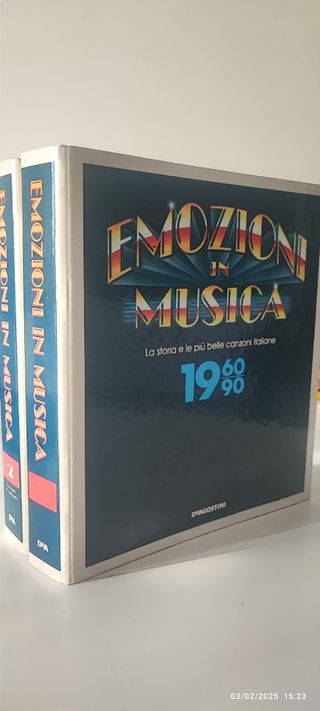 EMOZIONI
IN
MUSICA
La storia e le più belle canzoni italiane
19 60
90
DeAGOSTINI
EMOZIONI IN MUSICA
DeA
EMOZIONI IN MUSICA
2
DeA
03/02/2025 15:23